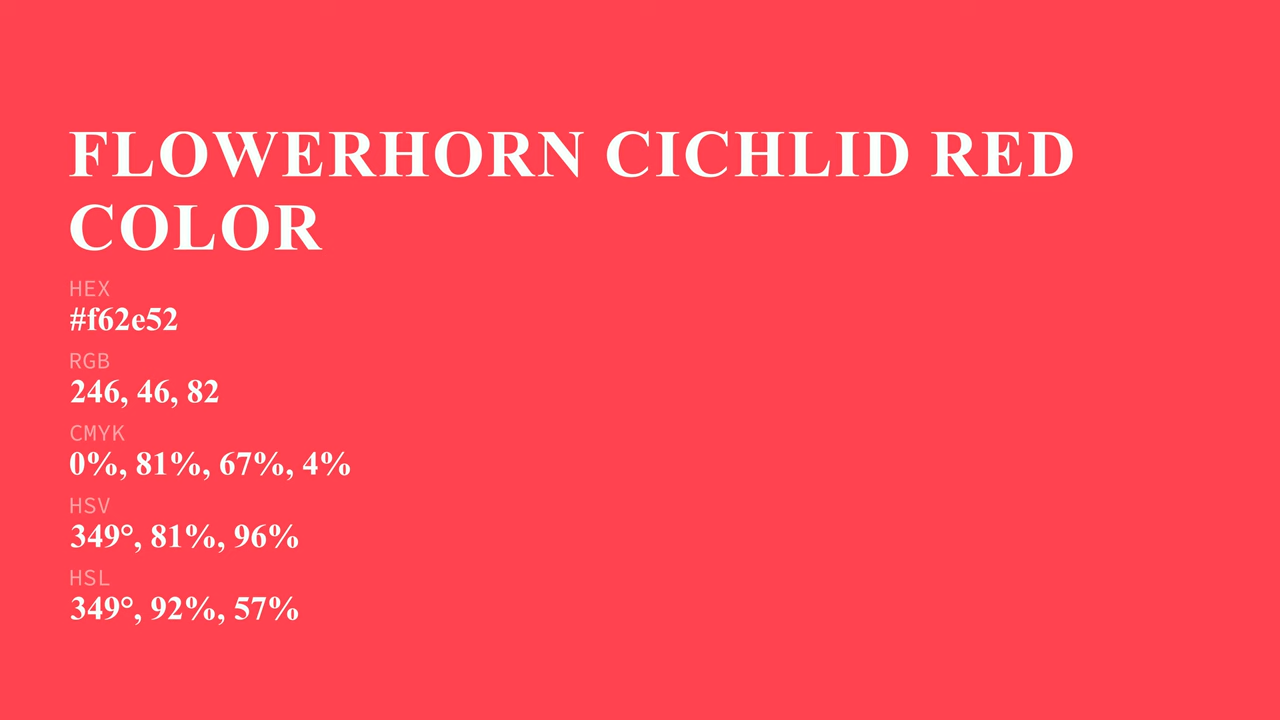 FLOWERHORN CICHLID RED
COLOR
HEX
#f62e52
RGB
246, 46, 82
CMYK
0%, 81%, 67%, 4%
HSV
349°, 81%, 96%
HSL
349°, 92%, 57%